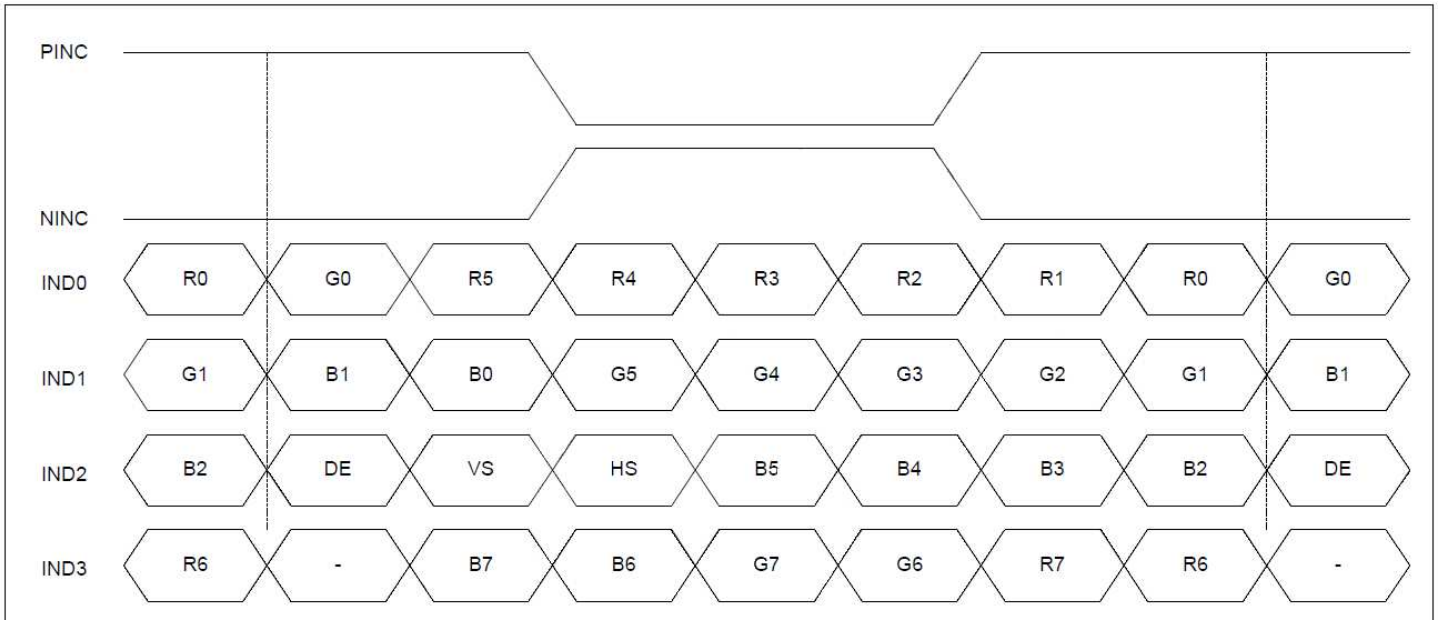 PINC
NINC
IND0 R0 G0 R5 R4 R3 R2 R1 R0 G0
IND1 G1 B1 B0 G5 G4 G3 G2 G1 B1
IND2 B2 DE VS HS B5 B4 B3 B2 DE
IND3 R6 - B7 B6 G7 G6 R7 R6 -